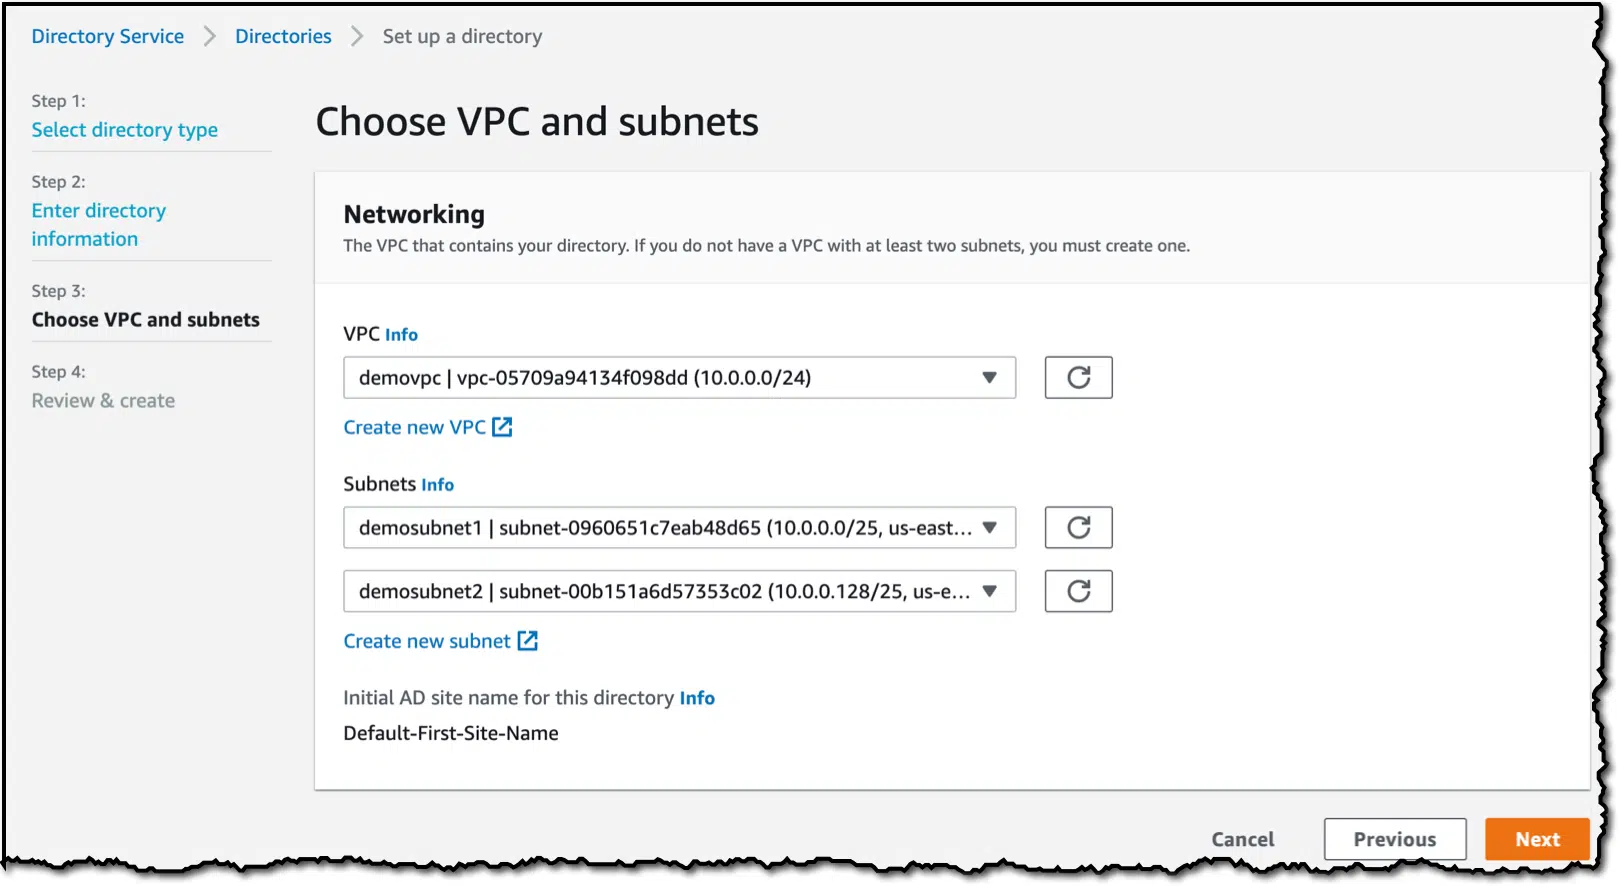 Directory Service > Directories > Set up a directory
Step 1:
Select directory type
Step 2:
Enter directory
information
Step 3:
Choose VPC and subnets
Step 4:
Review & create
Choose VPC and subnets
Networking
The VPC that contains your directory. If you do not have a VPC with at least two subnets, you must create one.
VPC Info
demovpc | vpc-05709a94134f098dd (10.0.0.0/24)
Create new VPC
Subnets Info
demosubnet1 | subnet-0960651c7eab48d65 (10.0.0.0/25, us-east...
demosubnet2 | subnet-00b151a6d57353c02 (10.0.0.128/25, us-e...
Create new subnet
Initial AD site name for this directory Info
Default-First-Site-Name
Cancel
Previous
Next